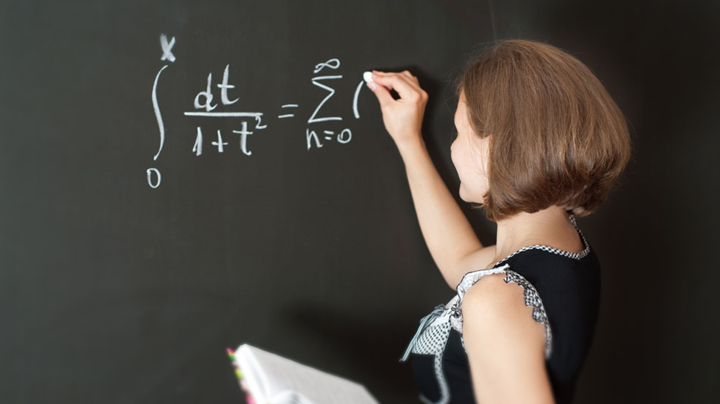 ∫₀ˣ dt/(1+t²) = ∑ₙ₌₀^∞ (